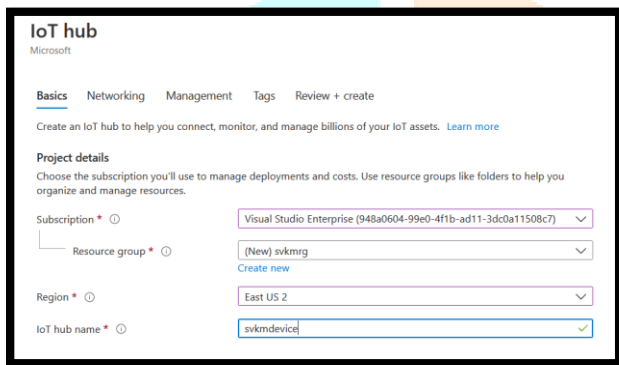 IoT hub
Microsoft
Basics Networking Management Tags Review + create
Create an IoT hub to help you connect, monitor, and manage billions of your IoT assets. Learn more
Project details
Choose the subscription you'll use to manage deployments and costs. Use resource groups like folders to help you
organize and manage resources.
Subscription * Visual Studio Enterprise (948a0604-99e0-4f1b-ad11-3dc0a11508c7)
Resource group * (New) svkmrg
Create new
Region * East US 2
IoT hub name * svkmdevice